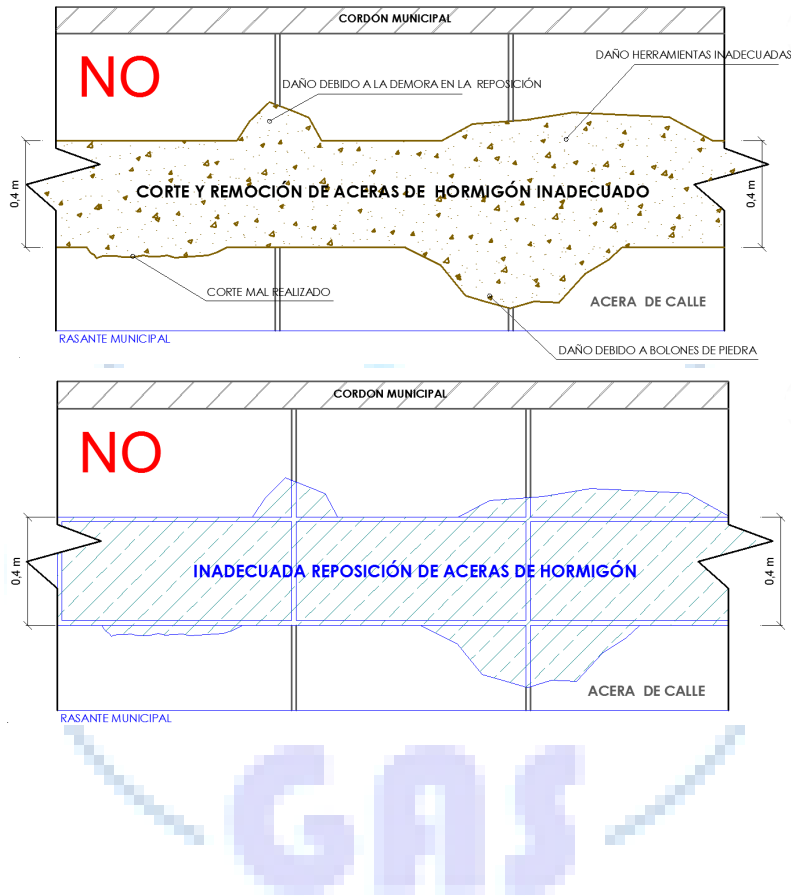 CORDON MUNICIPAL
NO
DAÑO HERRAMIENTAS INADECUADAS
DAÑO DEBIDO A LA DEMORA EN LA REPOSICIÓN
0,4 m
CORTE Y REMOCIÓN DE ACERAS DE HORMIGÓN INADECUADO
0,4 m
CORTE MAL REALIZADO
ACERA DE CALLE
RASANTE MUNICIPAL
DAÑO DEBIDO A BOLONES DE PIEDRA
CORDON MUNICIPAL
NO
0,4 m
INADECUADA REPOSICIÓN DE ACERAS DE HORMIGÓN
0,4 m
ACERA DE CALLE
RASANTE MUNICIPAL
GAS